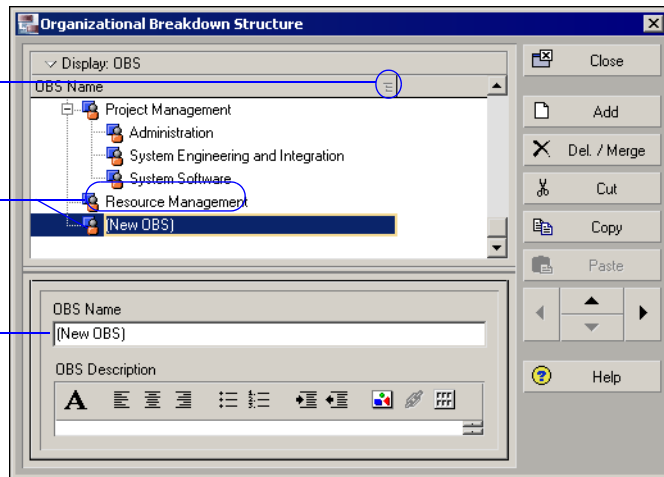 Organizational Breakdown Structure
Display: OBS
OBS Name
Project Management
Administration
System Engineering and Integration
System Software
Resource Management
(New OBS)
OBS Name
(New OBS)
OBS Description
A
Close
Add
Del. / Merge
Cut
Copy
Paste
Help